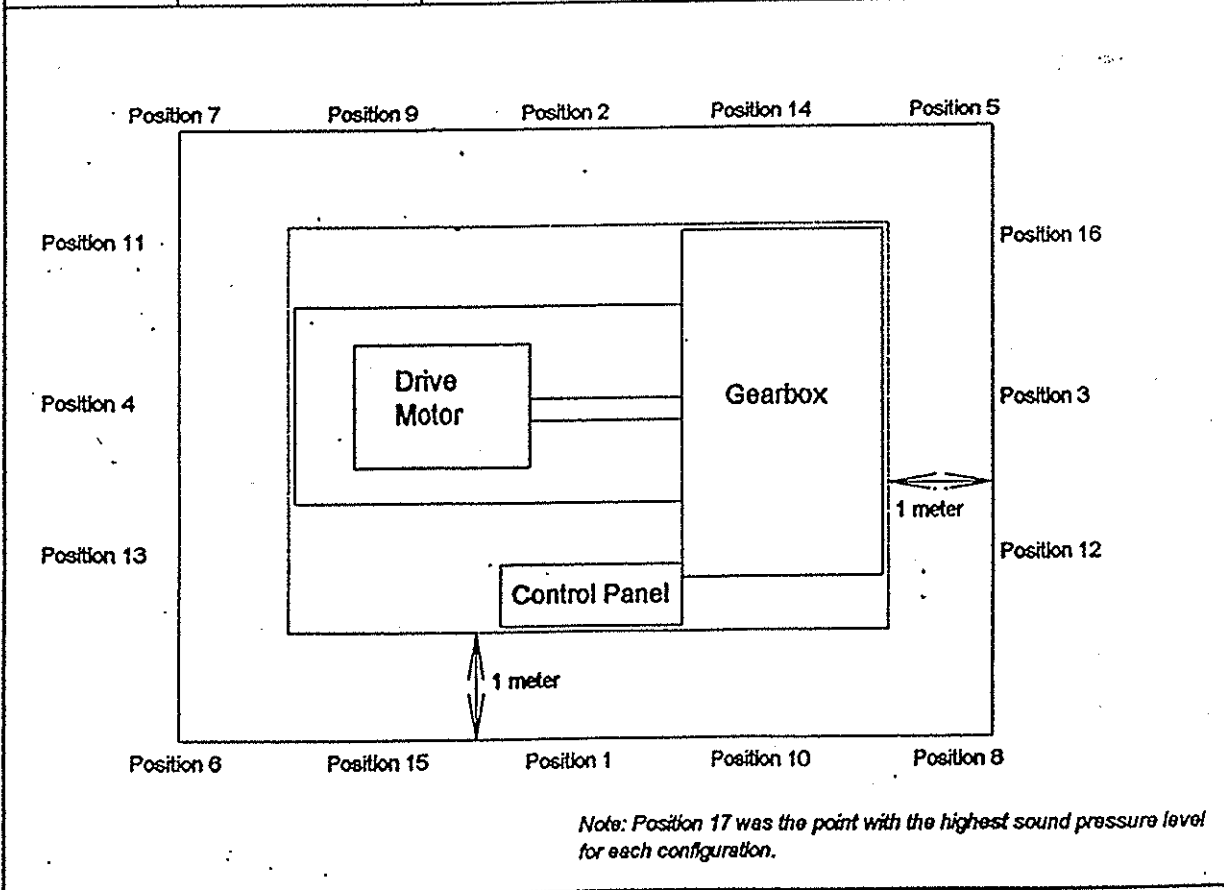 Position 7
Position 9
Position 2
Position 14
Position 5
Position 11
Position 16
Drive
Motor
Gearbox
Position 4
Position 3
1 meter
Position 13
Position 12
Control Panel
1 meter
Position 6
Position 15
Position 1
Position 10
Position 8
Note: Position 17 was the point with the highest sound pressure level
for each configuration.